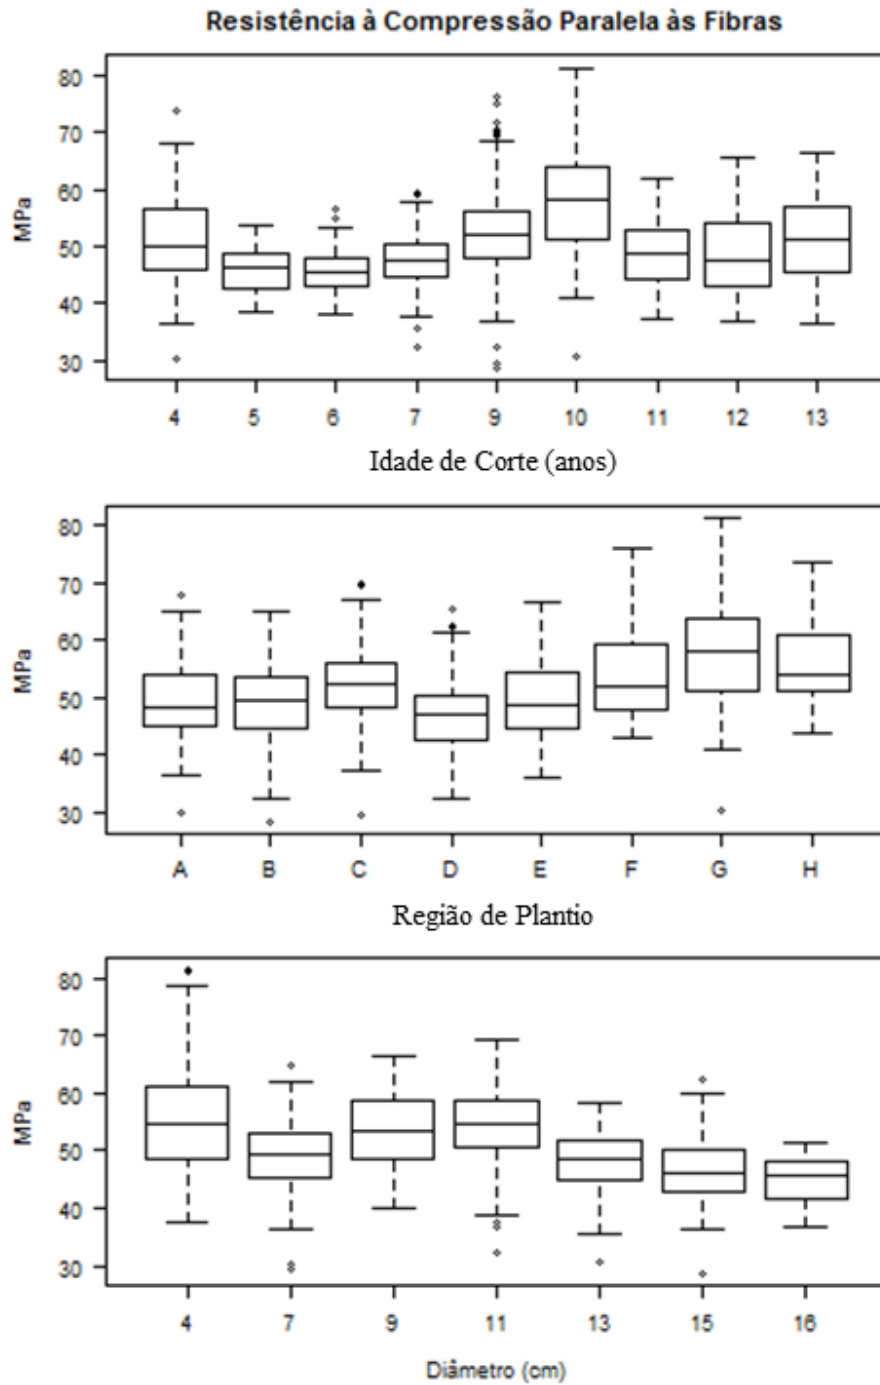 Resistência à Compressão Paralela às Fibras
80
70
60
50
40
30
MPa
4 5 6 7 9 10 11 12 13
Idade de Corte (anos)
80
70
60
50
40
30
MPa
A B C D E F G H
Região de Plantio
80
70
60
50
40
30
MPa
4 7 9 11 13 15 16
Diâmetro (cm)